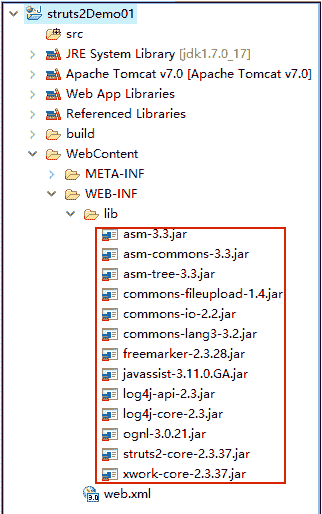 struts2Demo01
src
JRE System Library [jdk1.7.0_17]
Apache Tomcat v7.0 [Apache Tomcat v7.0]
Web App Libraries
Referenced Libraries
build
WebContent
META-INF
WEB-INF
lib
asm-3.3.jar
asm-commons-3.3.jar
asm-tree-3.3.jar
commons-fileupload-1.4.jar
commons-io-2.2.jar
commons-lang3-3.2.jar
freemarker-2.3.28.jar
javassist-3.11.0.GA.jar
log4j-api-2.3.jar
log4j-core-2.3.jar
ognl-3.0.21.jar
struts2-core-2.3.37.jar
xwork-core-2.3.37.jar
web.xml